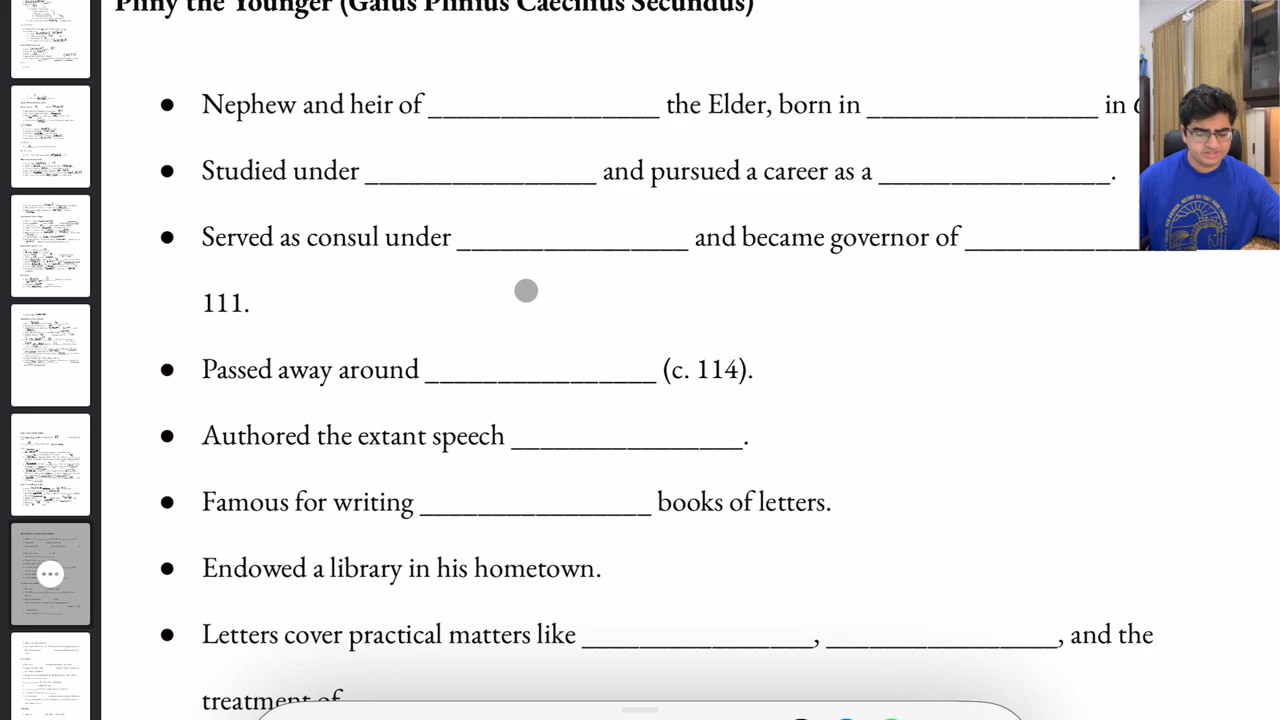 Pliny the Younger (Gaius Plinius Caecilius Secundus)
● Nephew and heir of ________________ the Elder, born in ________________ in
● Studied under ________________ and pursued a career as a ________________.
● Served as consul under ________________ and became governor of ________________
111.
● Passed away around ________________ (c. 114).
● Authored the extant speech ________________.
● Famous for writing ________________ books of letters.
● Endowed a library in his hometown.
● Letters cover practical matters like ________________, ________________, and the
treatment of